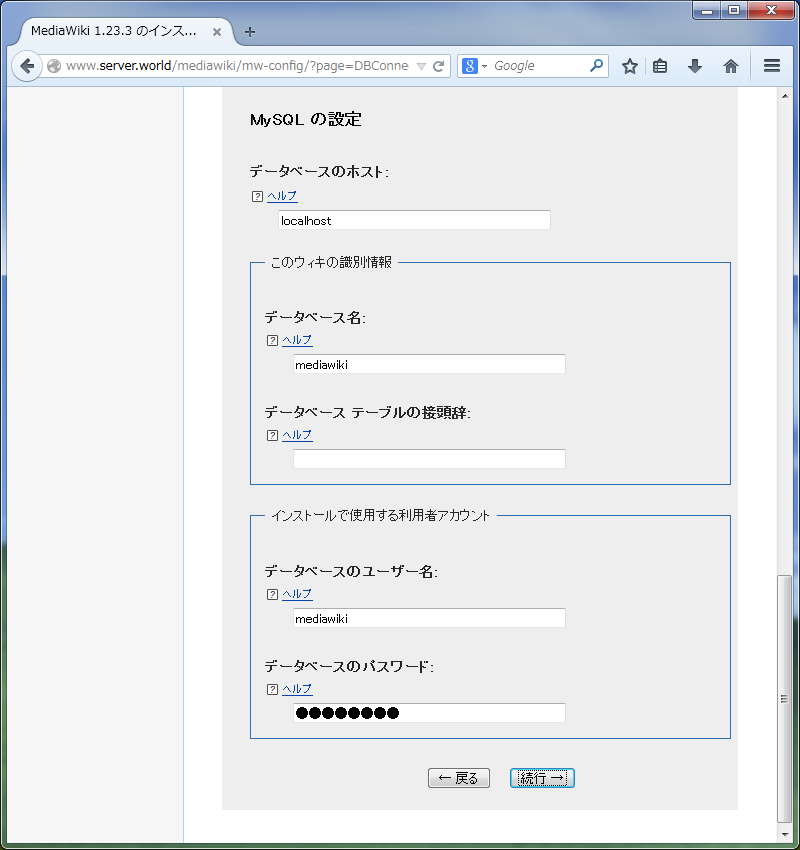 MediaWiki 1.23.3 のインス...
www.server.world/mediawiki/mw-config/?page=DBConne
Google
MySQL の設定
データベースのホスト:
? ヘルプ
localhost
このウィキの識別情報
データベース名:
? ヘルプ
mediawiki
データベース テーブルの接頭辞:
? ヘルプ
インストールで使用する利用者アカウント
データベースのユーザー名:
? ヘルプ
mediawiki
データベースのパスワード:
? ヘルプ
●●●●●●●●
← 戻る 続行 →